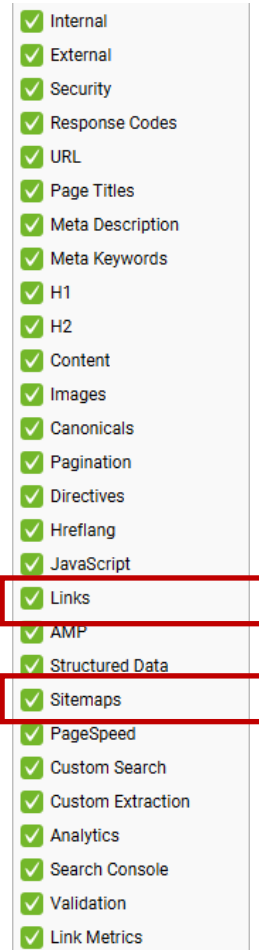 Internal
External
Security
Response Codes
URL
Page Titles
Meta Description
Meta Keywords
H1
H2
Content
Images
Canonicals
Pagination
Directives
Hreflang
JavaScript
Links
AMP
Structured Data
Sitemaps
PageSpeed
Custom Search
Custom Extraction
Analytics
Search Console
Validation
Link Metrics